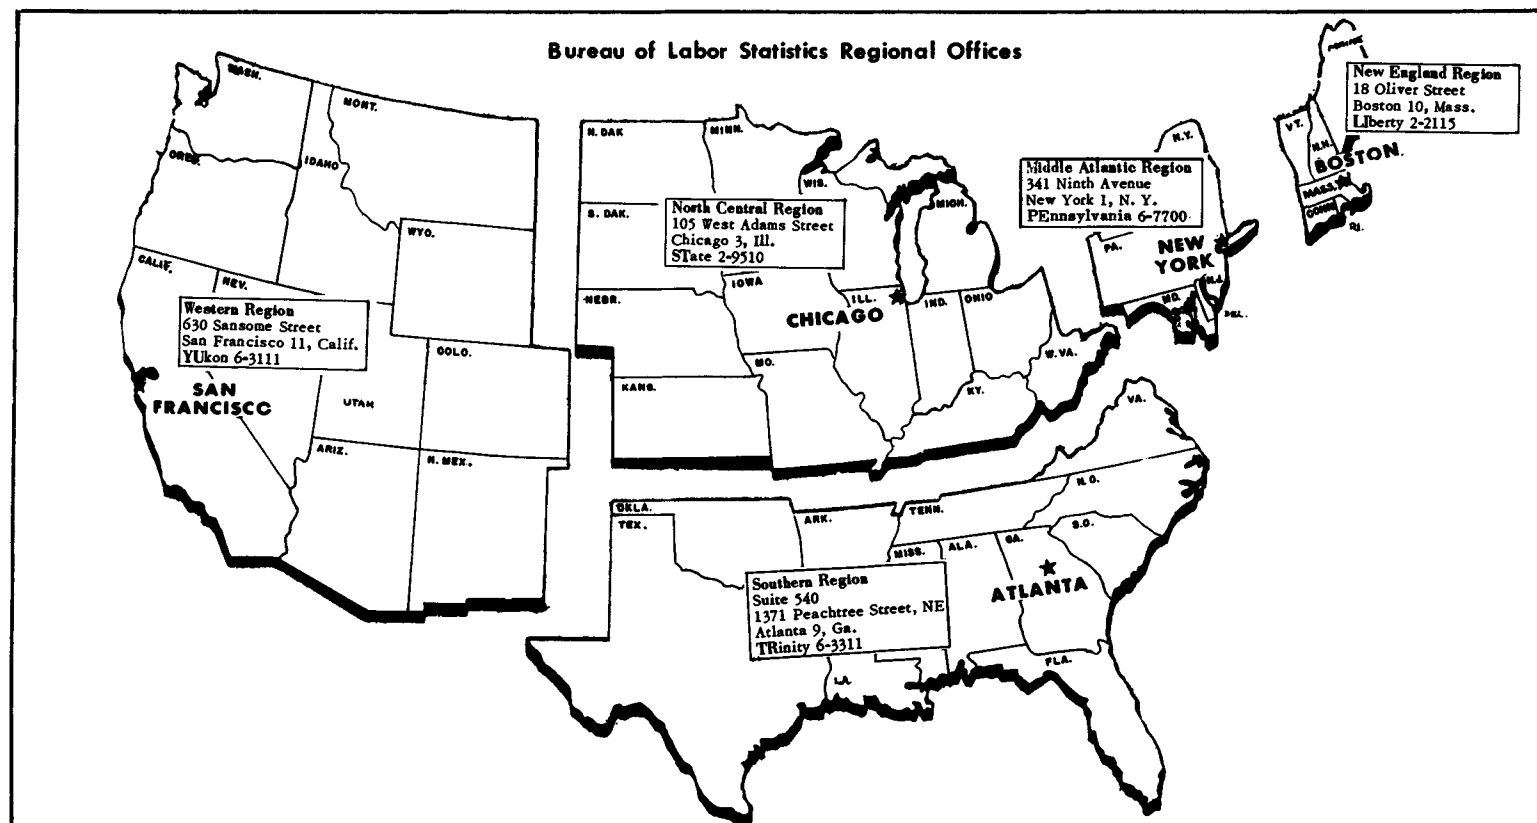 Bureau of Labor Statistics Regional Offices
WASH.
MONT.
OREG.
IDAHO
WYO.
CALIF.
NEV.
Western Region
630 Sansome Street
San Francisco 11, Calif.
YUkon 6-3111
SAN
FRANCISCO
UTAH
COLO.
ARIZ.
N. MEX.
N. DAK
MINN.
S. DAK.
WIS.
MICH.
North Central Region
105 West Adams Street
Chicago 3, Ill.
STate 2-9510
IOWA
NEBR.
ILL.
IND.
OHIO
CHICAGO
MO.
KANS.
KY.
W. VA.
N.Y.
Middle Atlantic Region
341 Ninth Avenue
New York 1, N. Y.
PEnnsylvania 6-7700
PA.
NEW
YORK
N.J.
MD.
DEL.
New England Region
18 Oliver Street
Boston 10, Mass.
LIberty 2-2115
VT.
N.H.
BOSTON
MASS.
CONN.
R.I.
VA.
OKLA.
TEX.
ARK.
TENN.
N.C.
S.C.
MISS.
ALA.
GA.
ATLANTA
Southern Region
Suite 540
1371 Peachtree Street, NE
Atlanta 9, Ga.
TRinity 6-3311
LA.
FLA.